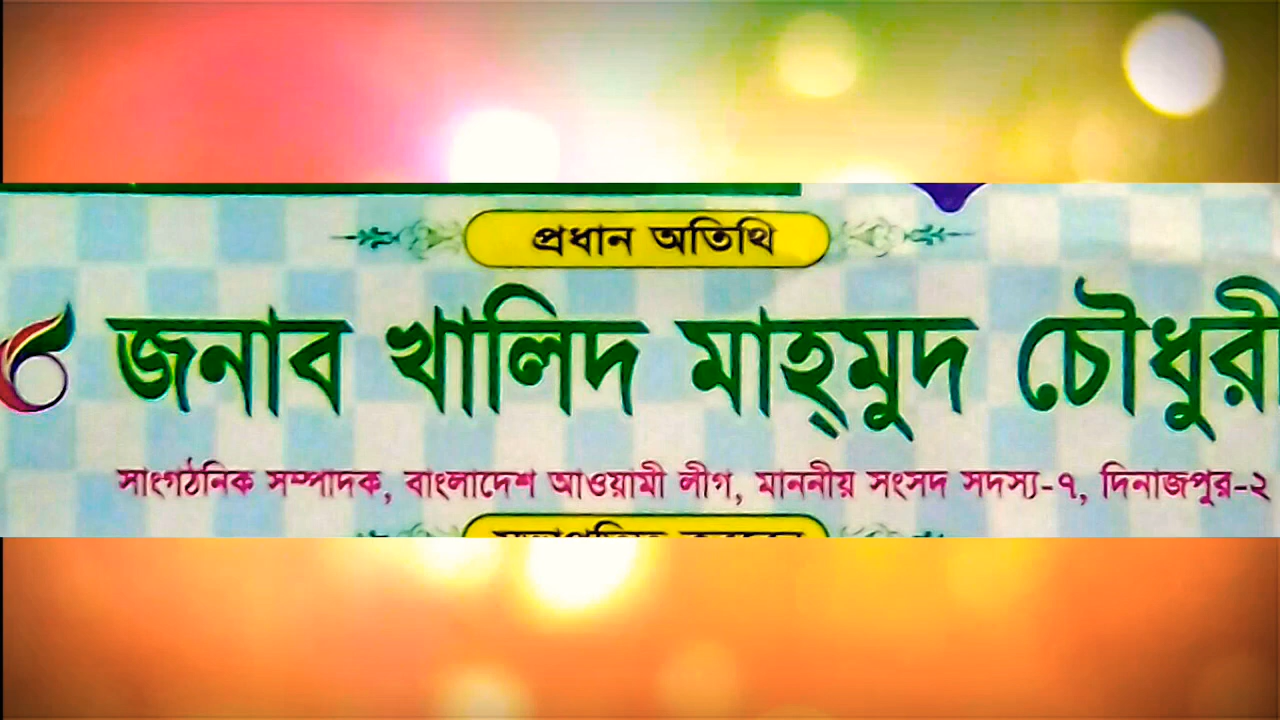 প্রধান অতিথি
জনাব খালিদ মাহ্‌মুদ চৌধুরী
সাংগঠনিক সম্পাদক, বাংলাদেশ আওয়ামী লীগ, মাননীয় সংসদ সদস্য-৭, দিনাজপুর-২